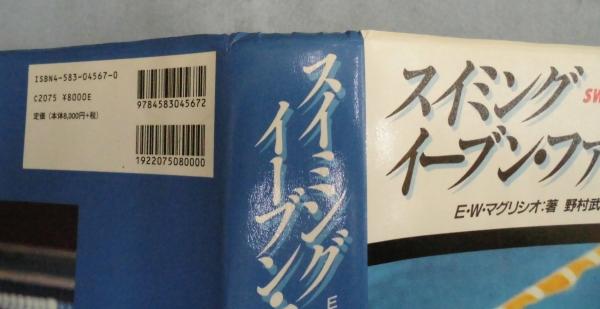 ISBN4-583-04567-0
C2075 ¥8000E
定価(本体8,000円+税)
9784583045672
1922075080000
スイミング
イーブン・
E
スイミング
SW
イーブン・ファ
E・W・マグリシオ:著 野村武